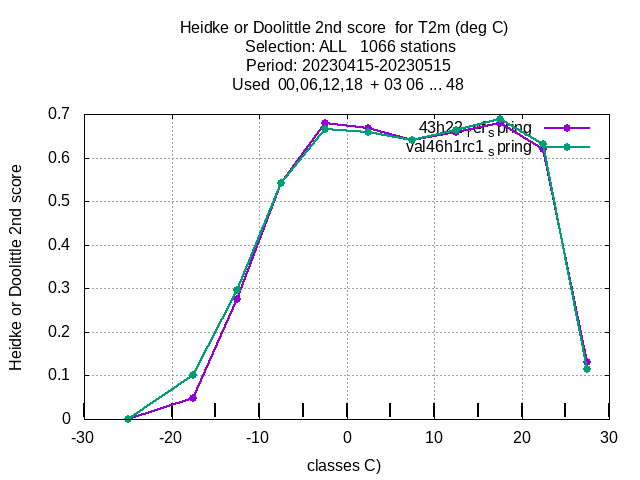 Heidke or Doolittle 2nd score for T2m (deg C)
Selection: ALL 1066 stations
Period: 20230415-20230515
Used 00,06,12,18 + 03 06 ... 48
Heidke or Doolittle 2nd score
0.7
0.6
0.5
0.4
0.3
0.2
0.1
0
val46h1rc1 spring
-30
-20
-10
0
10
20
30
classes C)